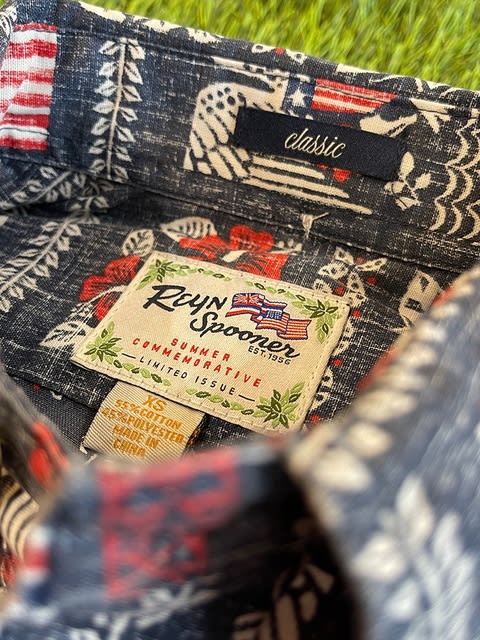 classic
Reyn
Spooner
EST. 1956
SUMMER
COMMEMORATIVE
LIMITED ISSUE
XS
55% COTTON
45% POLYESTER
MADE IN
CHINA